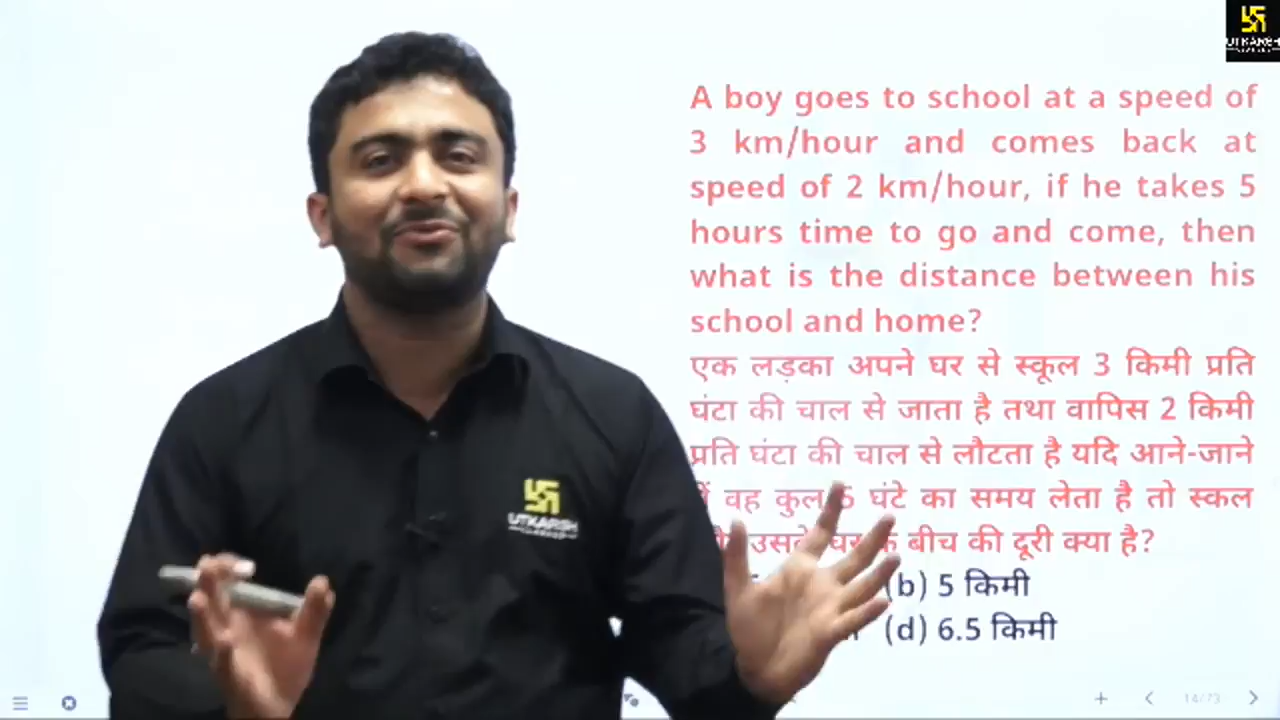 UTKARSH
A boy goes to school at a speed of
3 km/hour and comes back at
speed of 2 km/hour, if he takes 5
hours time to go and come, then
what is the distance between his
school and home?
एक लड़का अपने घर से स्कूल 3 किमी प्रति
घंटा की चाल से जाता है तथा वापिस 2 किमी
प्रति घंटा की चाल से लौटता है यदि आने-जाने
वह कुल घंटे का समय लेता है तो स्कल
बीच की दूरी क्या है?
(b) 5 किमी
(d) 6.5 किमी
UTKARSH
14/73